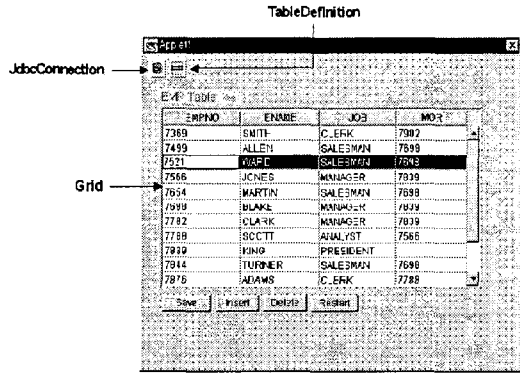 TableDefinition
Applet1
JdbcConnection
EMP Table
EMPNO ENAME JOB MGR
7369 SMITH CLERK 7902
7499 ALLEN SALESMAN 7698
7521 WARD SALESMAN 7698
7566 JONES MANAGER 7839
Grid
7654 MARTIN SALESMAN 7698
7698 BLAKE MANAGER 7839
7782 CLARK MANAGER 7839
7788 SCOTT ANALYST 7566
7839 KING PRESIDENT
7844 TURNER SALESMAN 7698
7876 ADAMS CLERK 7788
Save Insert Delete Restart